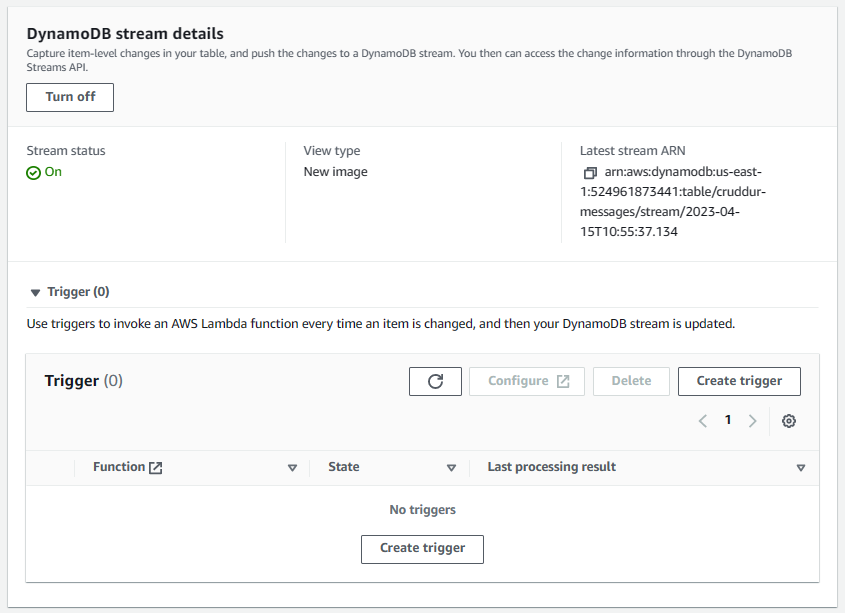 DynamoDB stream details
Capture item-level changes in your table, and push the changes to a DynamoDB stream. You then can access the change information through the DynamoDB
Streams API.
Turn off
Stream status
On
View type
New image
Latest stream ARN
arn:aws:dynamodb:us-east-
1:524961873441:table/cruddur-
messages/stream/2023-04-
15T10:55:37.134
Trigger (0)
Use triggers to invoke an AWS Lambda function every time an item is changed, and then your DynamoDB stream is updated.
Trigger (0)
Configure
Delete
Create trigger
1
Function
State
Last processing result
No triggers
Create trigger